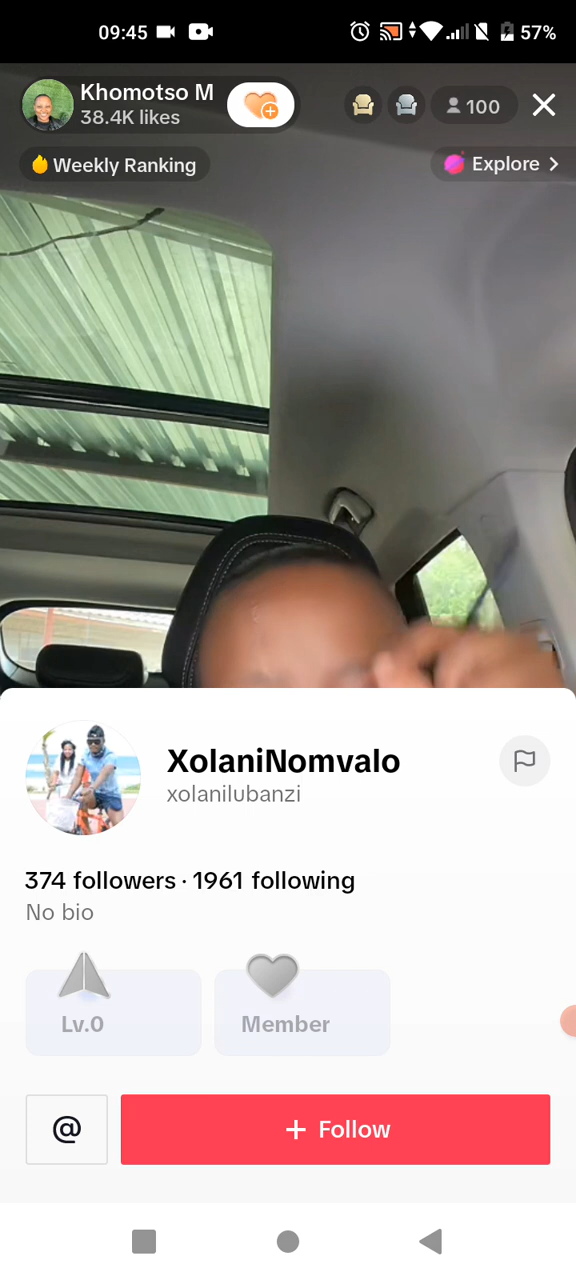 09:45
57%
Khomotso M
38.4K likes
100
Weekly Ranking
Explore >
XolaniNomvalo
xolanilubanzi
374 followers · 1961 following
No bio
Lv.0
Member
@
+ Follow